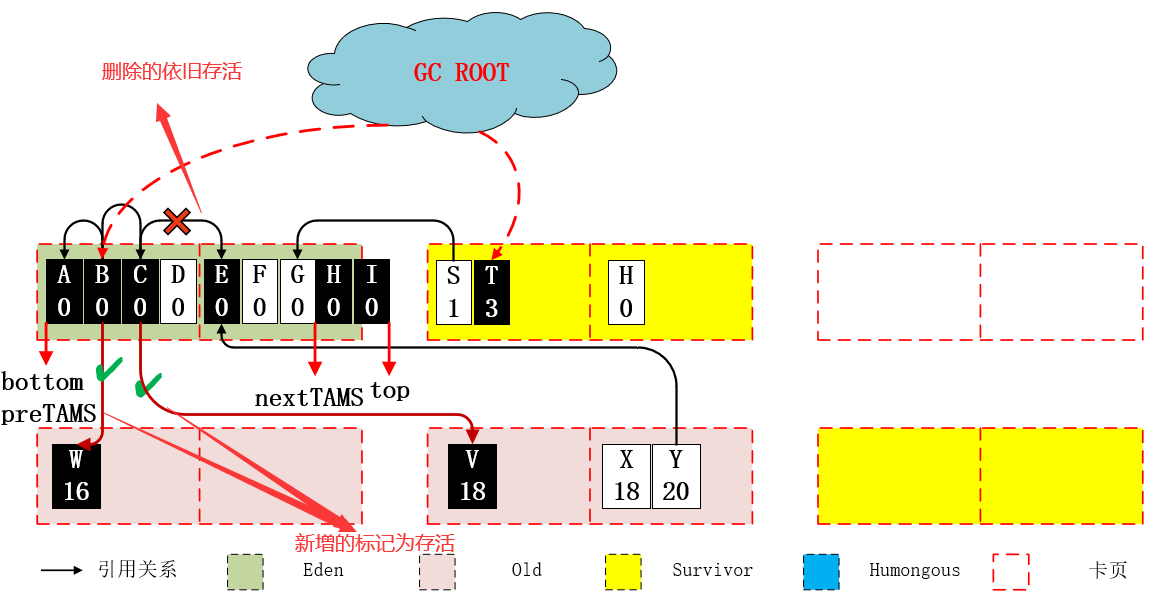 删除的依旧存活
GC ROOT
A B C D E F G H I
0 0 0 0 0 0 0 0 0
S T
1 3
H
0
bottom
preTAMS
nextTAMS
top
W
16
V
18
X Y
18 20
新增的标记为存活
引用关系
Eden
Old
Survivor
Humongous
卡页